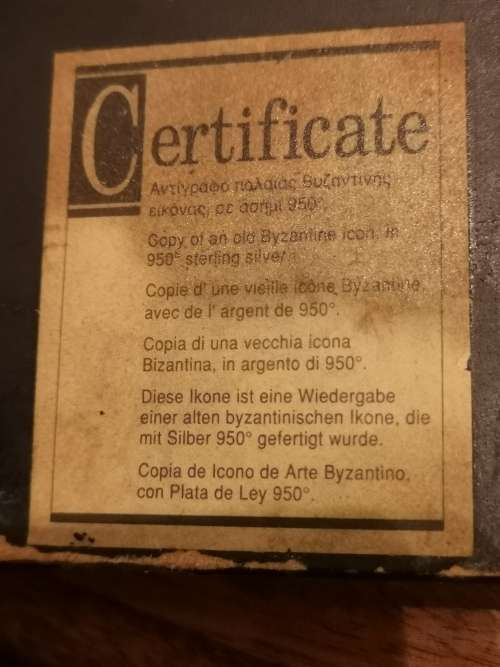 Certificate
Αντίγραφο παλαιάς Βυζαντινής
εικόνας, σε ασήμι 950°.
Copy of an old Byzantine icon, in
950° sterling silver
Copie d' une vieille icône Byzantine,
avec de l' argent de 950°.
Copia di una vecchia icona
Bizantina, in argento di 950°.
Diese Ikone ist eine Wiedergabe
einer alten byzantinischen Ikone, die
mit Silber 950° gefertigt wurde.
Copia de Icono de Arte Byzantino,
con Plata de Ley 950°.